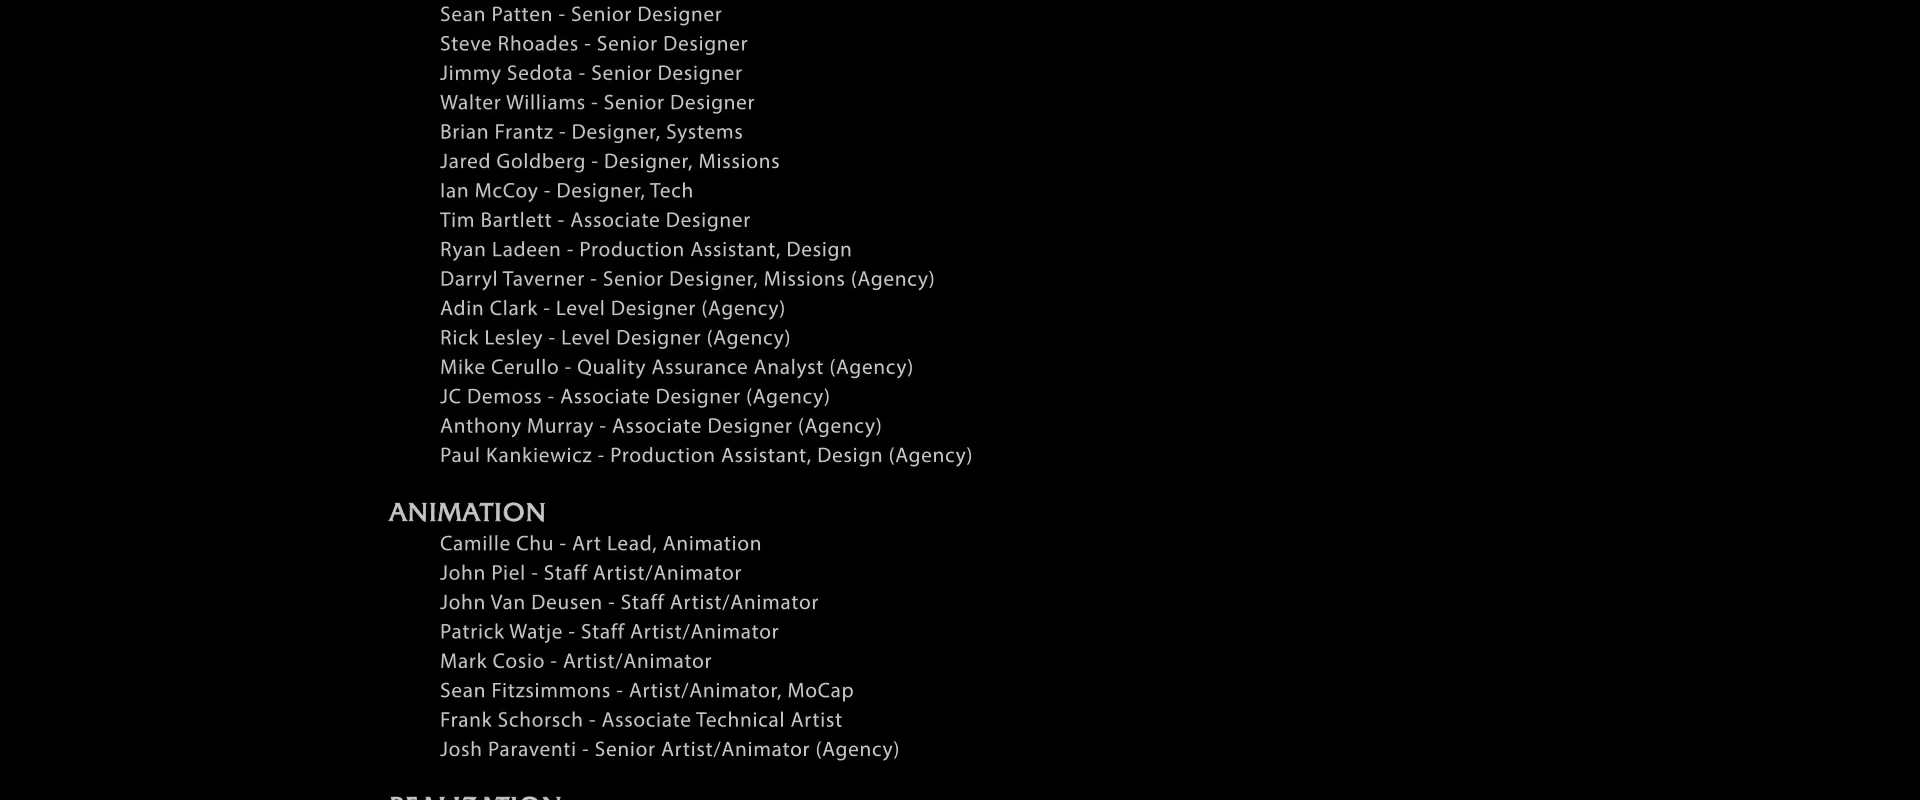 Sean Patten - Senior Designer
Steve Rhoades - Senior Designer
Jimmy Sedota - Senior Designer
Walter Williams - Senior Designer
Brian Frantz - Designer, Systems
Jared Goldberg - Designer, Missions
Ian McCoy - Designer, Tech
Tim Bartlett - Associate Designer
Ryan Ladeen - Production Assistant, Design
Darryl Taverner - Senior Designer, Missions (Agency)
Adin Clark - Level Designer (Agency)
Rick Lesley - Level Designer (Agency)
Mike Cerullo - Quality Assurance Analyst (Agency)
JC Demoss - Associate Designer (Agency)
Anthony Murray - Associate Designer (Agency)
Paul Kankiewicz - Production Assistant, Design (Agency)
ANIMATION
Camille Chu - Art Lead, Animation
John Piel - Staff Artist/Animator
John Van Deusen - Staff Artist/Animator
Patrick Watje - Staff Artist/Animator
Mark Cosio - Artist/Animator
Sean Fitzsimmons - Artist/Animator, MoCap
Frank Schorsch - Associate Technical Artist
Josh Paraventi - Senior Artist/Animator (Agency)